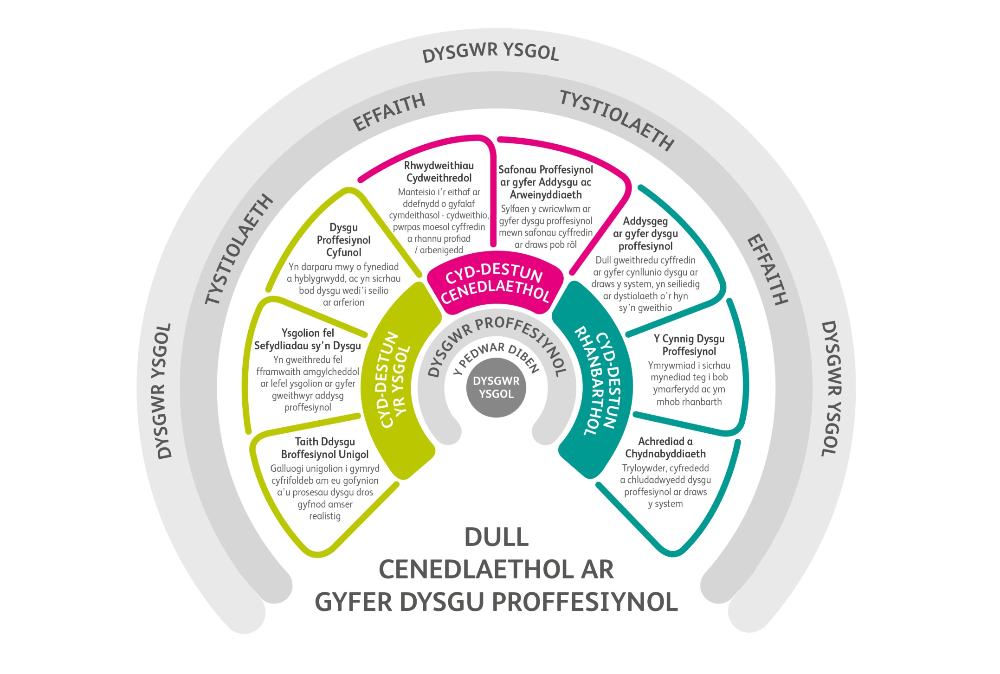 DYSGWR YSGOL
DYSGWR YSGOL
DYSGWR YSGOL
TYSTIOLAETH
EFFAITH
TYSTIOLAETH
EFFAITH
Rhwydweithiau
Cydweithredol
Manteisio i'r eithaf ar
ddefnydd o gyfalaf
cymdeithasol - cydweithio,
pwrpas moesol cyffredin
a rhannu profiad
/ arbenigedd
Safonau Proffesiynol
ar gyfer Addysgu ac
Arweinyddiaeth
Sylfaen y cwricwlwm ar
gyfer dysgu proffesiynol
mewn safonau cyffredin
ar draws pob rôl
Dysgu
Proffesiynol
Cyfunol
Yn darparu mwy o fynediad
a hyblygrwydd, ac yn sicrhau
bod dysgu wedi'i seilio
ar arferion
Addysgeg
ar gyfer dysgu
proffesiynol
Dull gweithredu cyffredin
ar gyfer cynllunio dysgu ar
draws y system, yn seiliedig
ar dystiolaeth o'r hyn
sy'n gweithio
Ysgolion fel
Sefydliadau sy'n Dysgu
Yn gweithredu fel
fframwaith amgylcheddol
ar lefel ysgolion ar gyfer
gweithwyr addysg
proffesiynol
Y Cynnig Dysgu
Proffesiynol
Ymrywmiad i sicrhau
mynediad teg i bob
ymarferydd ac ym
mhob rhanbarth
Taith Ddysgu
Broffesiynol Unigol
Galluogi unigolion i gymryd
cyfrifoldeb am eu gofynion
a'u prosesau dysgu dros
gyfnod amser
realistig
Achrediad a
Chydnabyddiaeth
Tryloywder, cyfrededd
a chludadwyedd dysgu
proffesiynol ar draws
y system
CYD-DESTUN
YR YSGOL
CYD-DESTUN
CENEDLAETHOL
CYD-DESTUN
RHANBARTHOL
DYSGWR PROFFESIYNOL
Y PEDWAR DIBEN
DYSGWR
YSGOL
DULL
CENEDLAETHOL AR
GYFER DYSGU PROFFESIYNOL